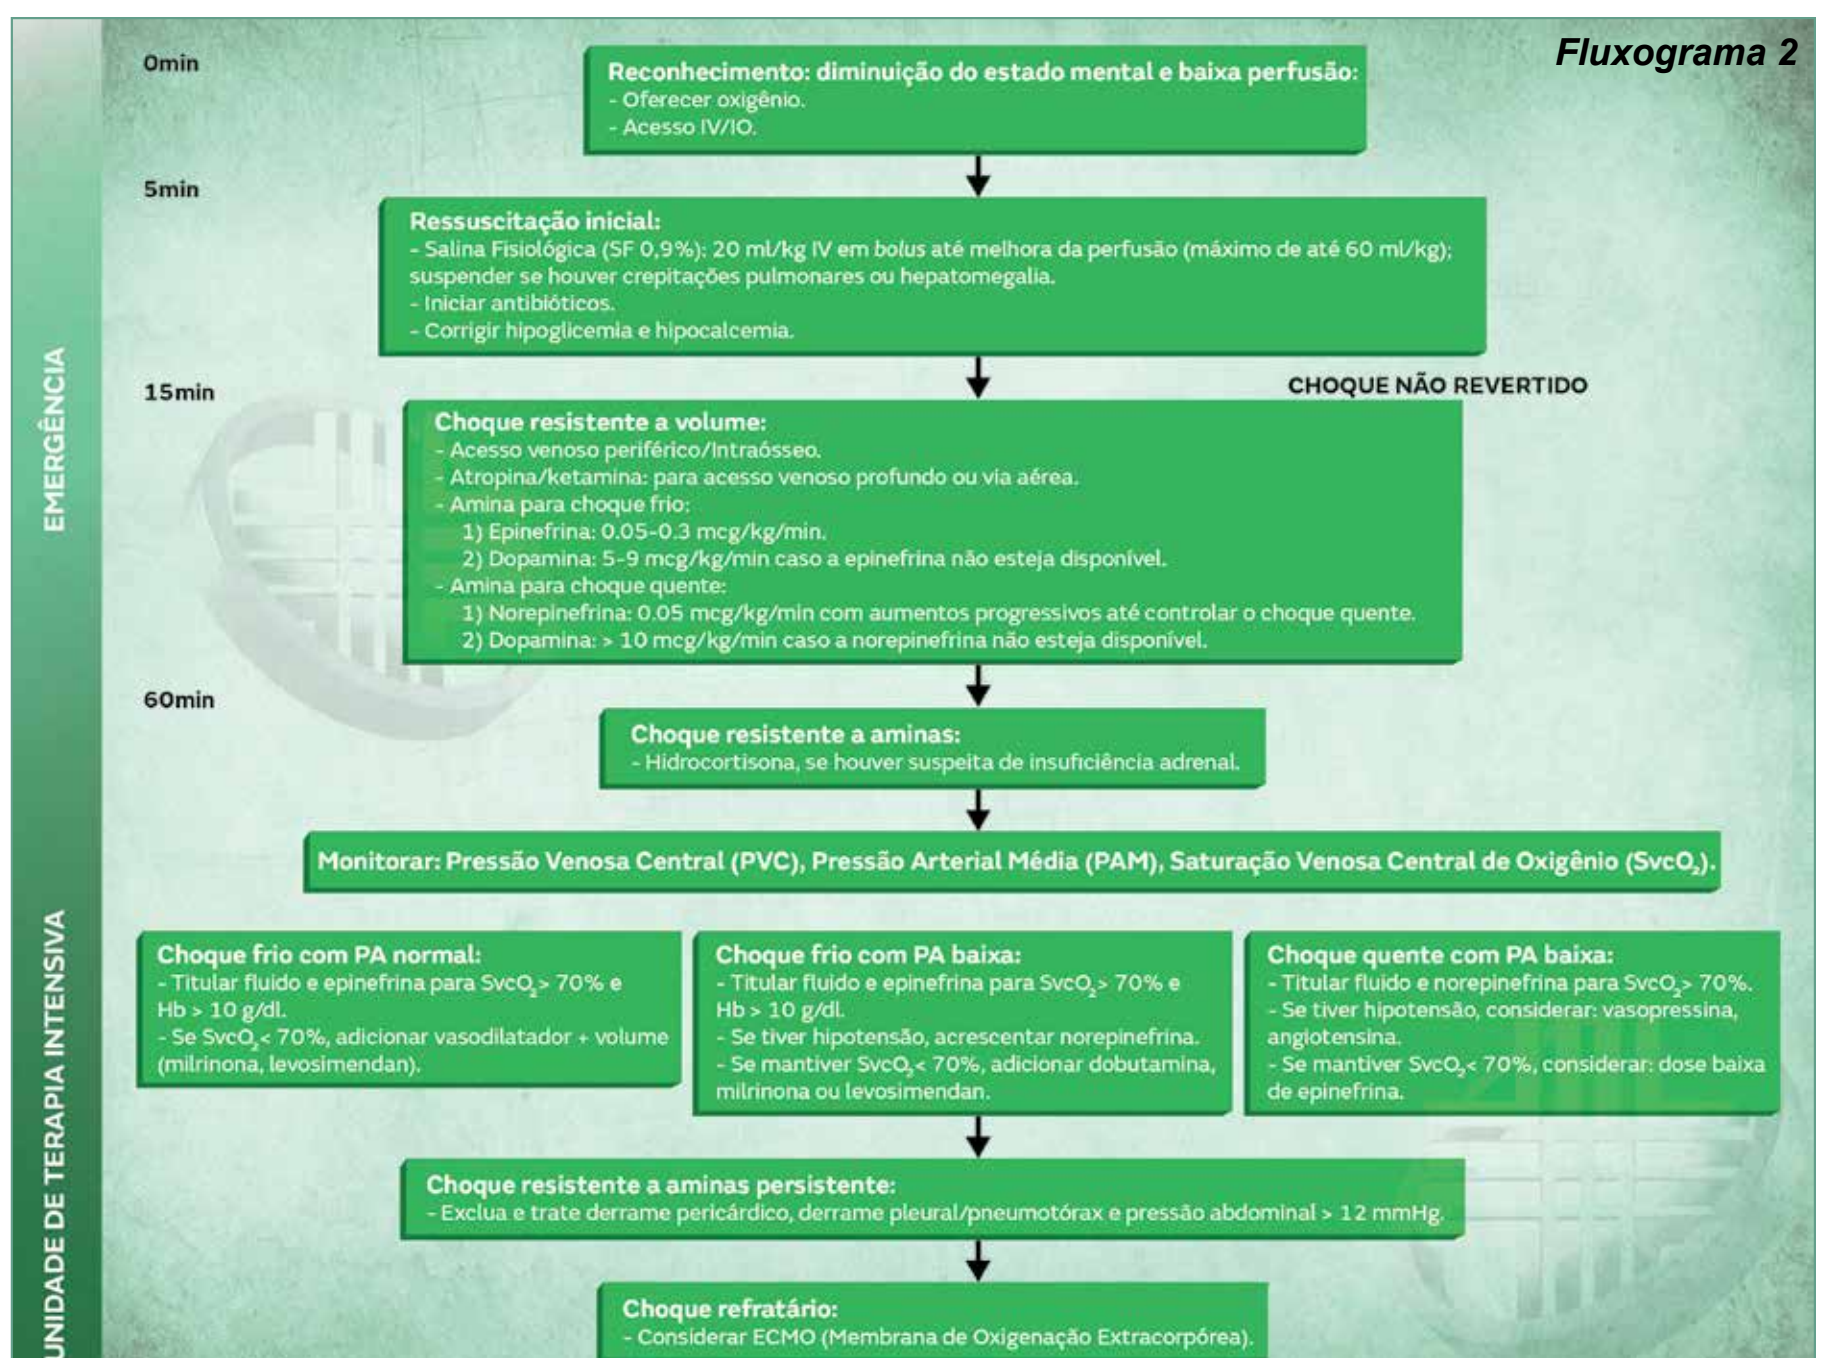 Fluxograma 2
0min
Reconhecimento: diminuição do estado mental e baixa perfusão:
- Oferecer oxigênio.
- Acesso IV/IO.
5min
Ressuscitação inicial:
- Salina Fisiológica (SF 0,9%): 20 ml/kg IV em bolus até melhora da perfusão (máximo de até 60 ml/kg);
suspender se houver crepitações pulmonares ou hepatomegalia.
- Iniciar antibióticos.
- Corrigir hipoglicemia e hipocalcemia.
EMERGÊNCIA
15min
CHOQUE NÃO REVERTIDO
Choque resistente a volume:
- Acesso venoso periférico/Intraósseo.
- Atropina/ketamina: para acesso venoso profundo ou via aérea.
- Amina para choque frio:
1) Epinefrina: 0.05-0.3 mcg/kg/min.
2) Dopamina: 5-9 mcg/kg/min caso a epinefrina não esteja disponível.
- Amina para choque quente:
1) Norepinefrina: 0.05 mcg/kg/min com aumentos progressivos até controlar o choque quente.
2) Dopamina: > 10 mcg/kg/min caso a norepinefrina não esteja disponível.
60min
Choque resistente a aminas:
- Hidrocortisona, se houver suspeita de insuficiência adrenal.
Monitorar: Pressão Venosa Central (PVC), Pressão Arterial Média (PAM), Saturação Venosa Central de Oxigênio (SvcO₂).
UNIDADE DE TERAPIA INTENSIVA
Choque frio com PA normal:
- Titular fluido e epinefrina para SvcO₂> 70% e
Hb > 10 g/dl.
- Se SvcO₂< 70%, adicionar vasodilatador + volume
(milrinona, levosimendan).
Choque frio com PA baixa:
- Titular fluido e epinefrina para SvcO₂> 70% e
Hb > 10 g/dl.
- Se tiver hipotensão, acrescentar norepinefrina.
- Se mantiver SvcO₂< 70%, adicionar dobutamina,
milrinona ou levosimendan.
Choque quente com PA baixa:
- Titular fluido e norepinefrina para SvcO₂> 70%.
- Se tiver hipotensão, considerar: vasopressina,
angiotensina.
- Se mantiver SvcO₂< 70%, considerar: dose baixa
de epinefrina.
Choque resistente a aminas persistente:
- Exclua e trate derrame pericárdico, derrame pleural/pneumotórax e pressão abdominal > 12 mmHg.
Choque refratário:
- Considerar ECMO (Membrana de Oxigenação Extracorpórea).